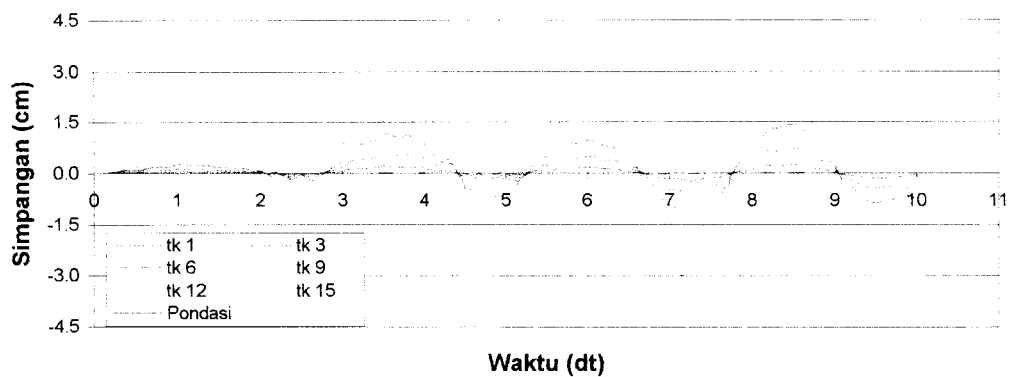 4.5
3.0
1.5
0.0
-1.5
-3.0
-4.5
Simpangan (cm)
0 1 2 3 4 5 6 7 8 9 10 11
tk 1 tk 3
tk 6 tk 9
tk 12 tk 15
Pondasi
Waktu (dt)